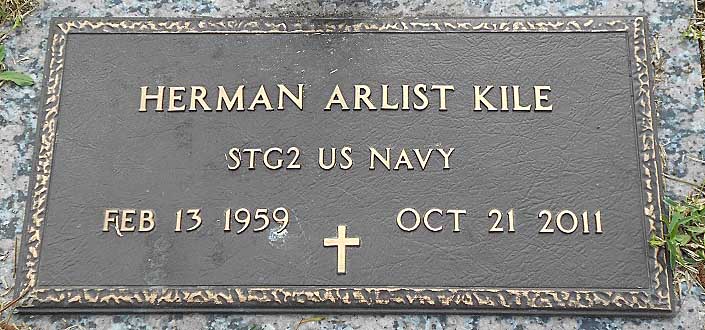 HERMAN ARLIST KILE
STG2 US NAVY
FEB 13 1959 OCT 21 2011